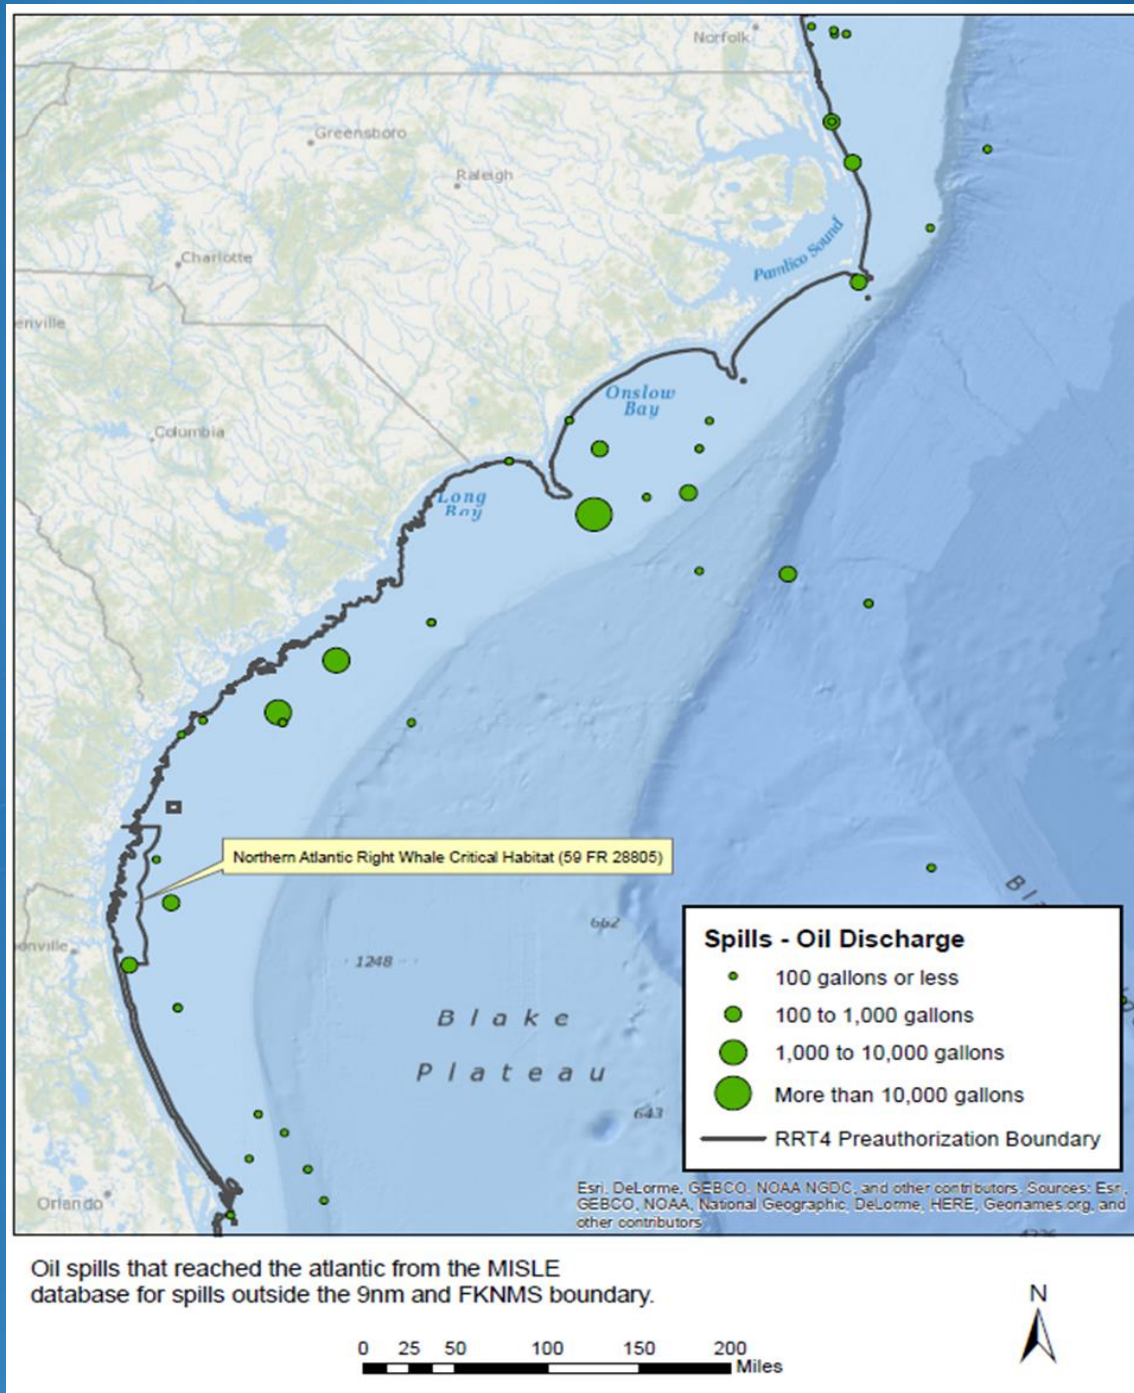 Norfolk
Greensboro
Raleigh
Charlotte
Pamlico Sound
enville
Onslow
Bay
Columbia
Long
Bay
Northern Atlantic Right Whale Critical Habitat (59 FR 28805)
662
onville
1248
Blake
Plateau
643
Orlando
Spills - Oil Discharge
100 gallons or less
100 to 1,000 gallons
1,000 to 10,000 gallons
More than 10,000 gallons
RRT4 Preauthorization Boundary
Esri, DeLorme, GEBCO, NOAA NGDC, and other contributors, Sources: Esri,
GEBCO, NOAA, National Geographic, DeLorme, HERE, Geonames.org, and
other contributors
Oil spills that reached the atlantic from the MISLE
database for spills outside the 9nm and FKNMS boundary.
N
0 25 50 100 150 200
Miles